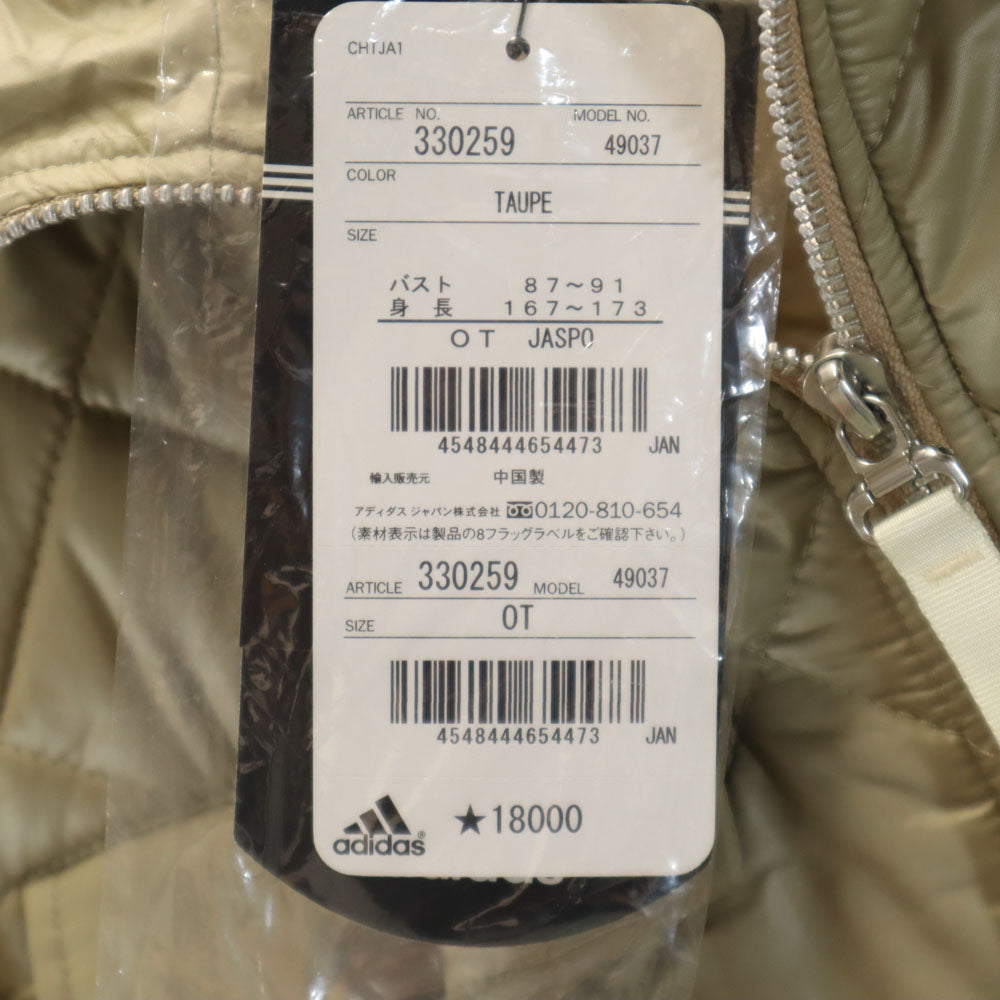 CHTJA1
ARTICLE NO. MODEL NO.
330259 49037
COLOR
TAUPE
SIZE
バスト 87～91
身長 167～173
OT JASPO
4548444654473 JAN
輸入販売元 中国製
アディダス ジャパン株式会社 0120-810-654
(素材表示は製品の8フラッグラベルをご確認下さい。)
ARTICLE 330259 MODEL 49037
SIZE OT
4548444654473 JAN
adidas® ★18000